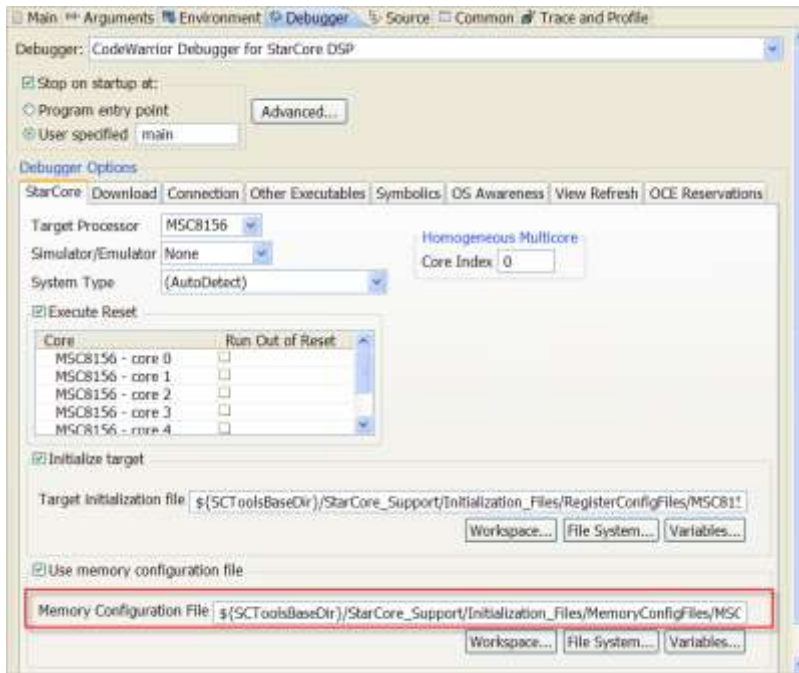 Main Arguments Environment Debugger Source Common Trace and Profile
Debugger: CodeWarrior Debugger for StarCore DSP
Stop on startup at:
Program entry point
Advanced...
User specified main
Debugger Options
StarCore Download Connection Other Executables Symbolics OS Awareness View Refresh OCE Reservations
Target Processor MSC8156
Homogeneous Multicore
Simulator/Emulator None
Core Index 0
System Type (AutoDetect)
Execute Reset
Core Run Out of Reset
MSC8156 - core 0
MSC8156 - core 1
MSC8156 - core 2
MSC8156 - core 3
MSC8156 - core 4
Initialize target
Target Initialization file ${SCToolsBaseDir}/StarCore_Support/Initialization_Files/RegisterConfigFiles/MSC81
Workspace... File System... Variables...
Use memory configuration file
Memory Configuration File ${SCToolsBaseDir}/StarCore_Support/Initialization_Files/MemoryConfigFiles/MSC
Workspace... File System... Variables...